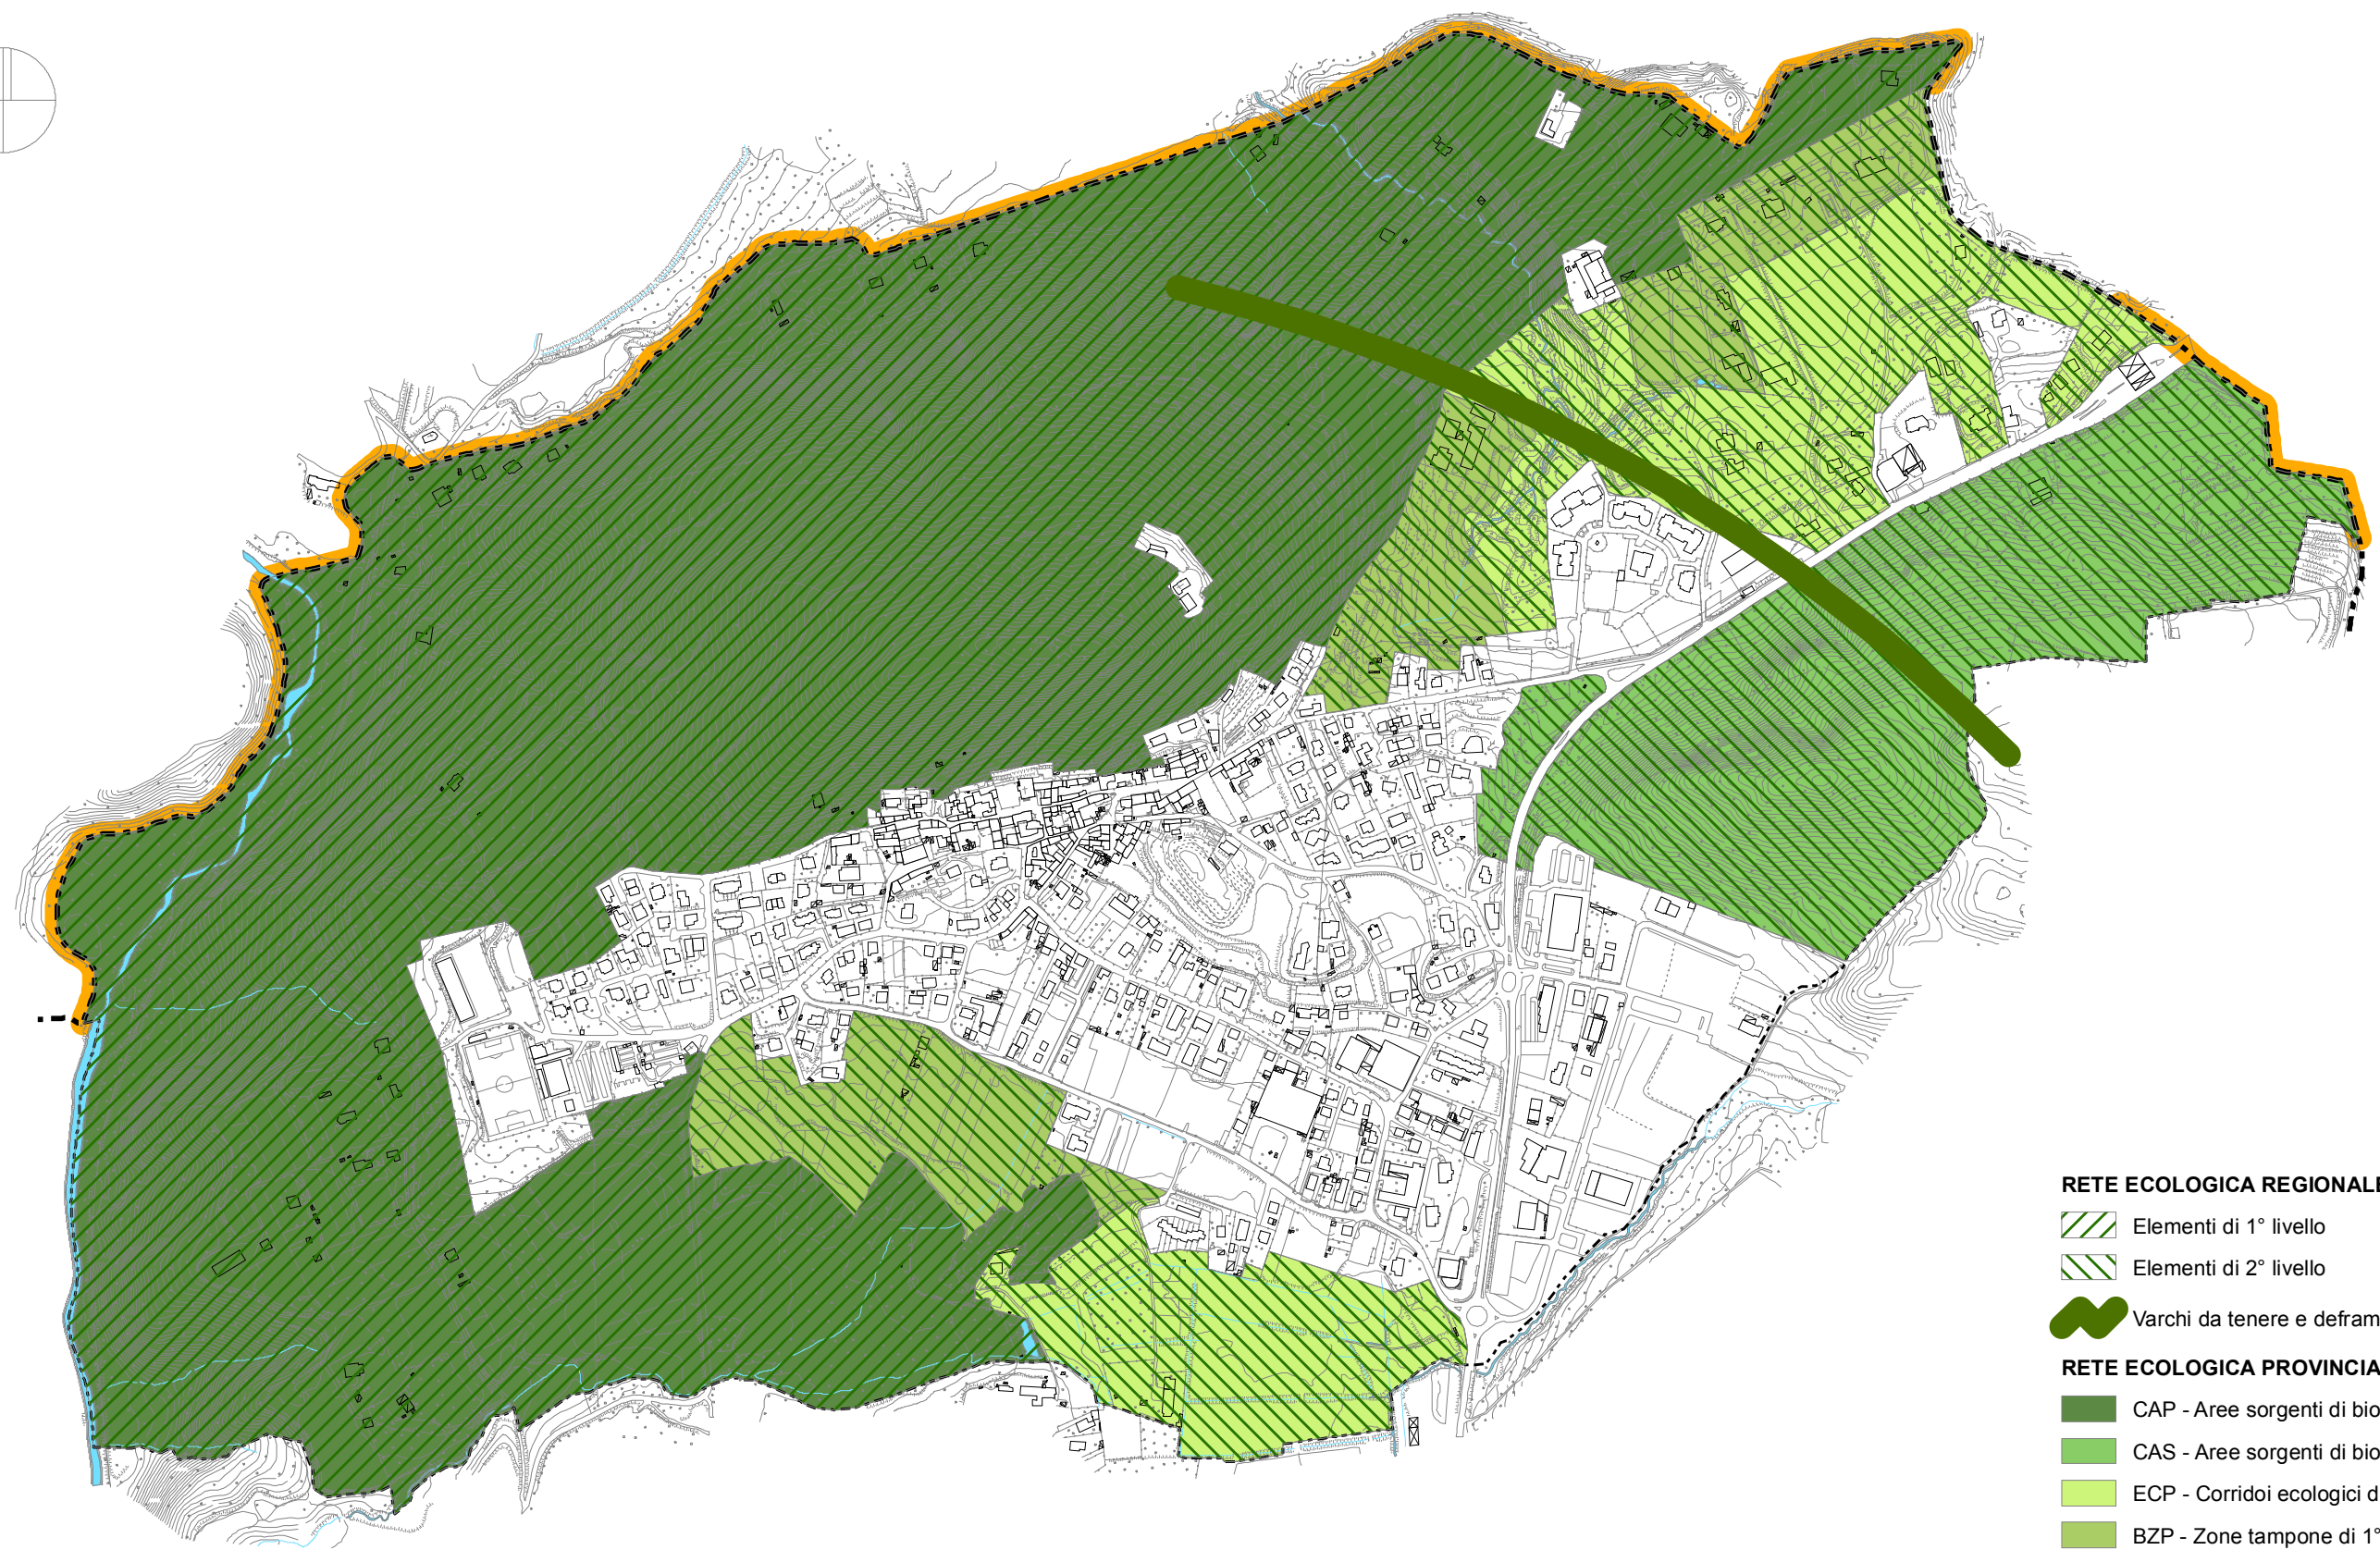 RETE ECOLOGICA REGIONALE
Elementi di 1° livello
Elementi di 2° livello
Varchi da tenere e defram
RETE ECOLOGICA PROVINCIA
CAP - Aree sorgenti di bio
CAS - Aree sorgenti di bio
ECP - Corridoi ecologici d
BZP - Zone tampone di 1°